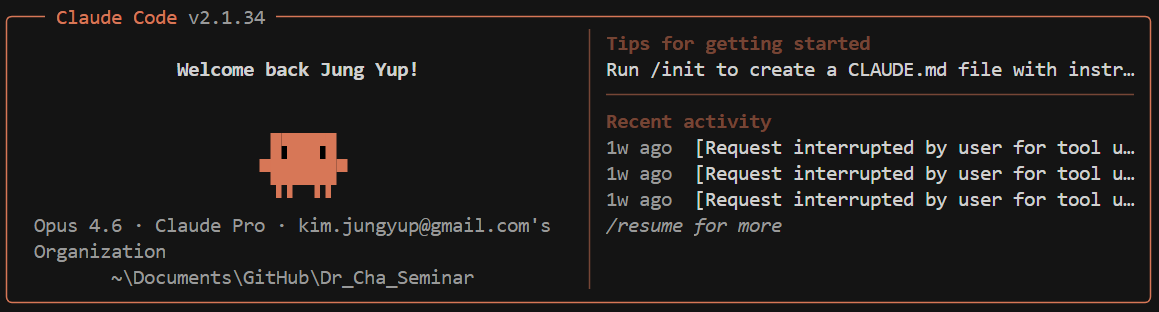 Claude Code v2.1.34
Welcome back Jung Yup!
Opus 4.6 · Claude Pro · kim.jungyup@gmail.com's
Organization
~\Documents\GitHub\Dr_Cha_Seminar
Tips for getting started
Run /init to create a CLAUDE.md file with instr…
Recent activity
1w ago [Request interrupted by user for tool u…
1w ago [Request interrupted by user for tool u…
1w ago [Request interrupted by user for tool u…
/resume for more